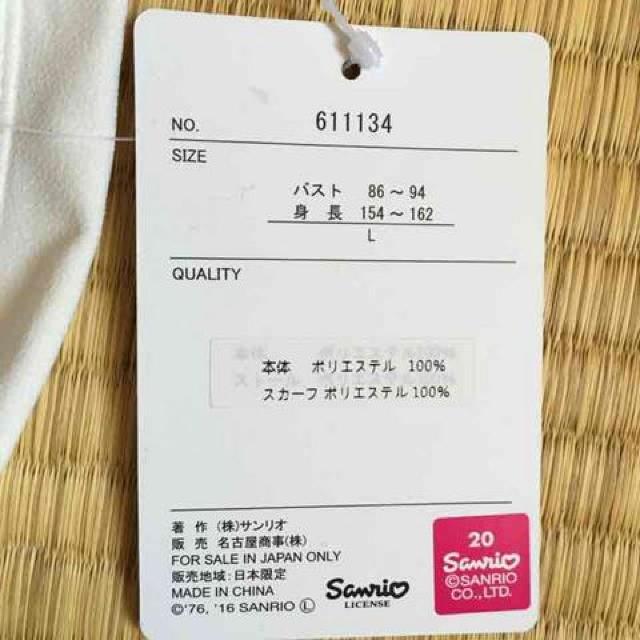 NO. 611134
SIZE
バスト 86〜94
身長 154〜162
L
QUALITY
本体 ポリエステル 100%
スカーフ ポリエステル100%
著作 (株)サンリオ
販売 名古屋商事(株)
FOR SALE IN JAPAN ONLY
販売地域:日本限定
MADE IN CHINA
©'76, '16 SANRIO Ⓛ
Sanrio
LICENSE
20
Sanrio
©SANRIO
CO.,LTD.